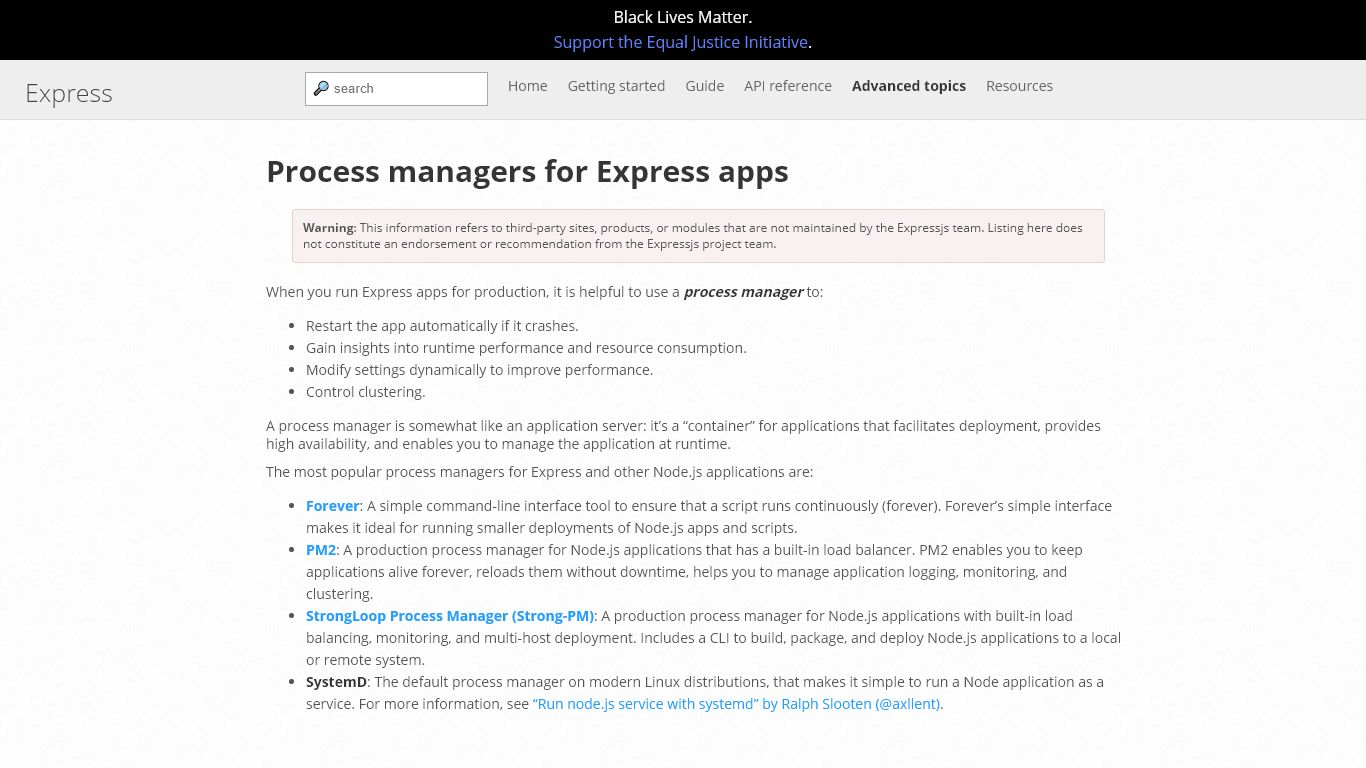 Black Lives Matter.
Support the Equal Justice Initiative.
Express
search
Home
Getting started
Guide
API reference
Advanced topics
Resources
Process managers for Express apps
Warning: This information refers to third-party sites, products, or modules that are not maintained by the Expressjs team. Listing here does
not constitute an endorsement or recommendation from the Expressjs project team.
When you run Express apps for production, it is helpful to use a process manager to:
• Restart the app automatically if it crashes.
• Gain insights into runtime performance and resource consumption.
• Modify settings dynamically to improve performance.
• Control clustering.
A process manager is somewhat like an application server: it’s a “container” for applications that facilitates deployment, provides
high availability, and enables you to manage the application at runtime.
The most popular process managers for Express and other Node.js applications are:
• Forever: A simple command-line interface tool to ensure that a script runs continuously (forever). Forever’s simple interface
makes it ideal for running smaller deployments of Node.js apps and scripts.
• PM2: A production process manager for Node.js applications that has a built-in load balancer. PM2 enables you to keep
applications alive forever, reloads them without downtime, helps you to manage application logging, monitoring, and
clustering.
• StrongLoop Process Manager (Strong-PM): A production process manager for Node.js applications with built-in load
balancing, monitoring, and multi-host deployment. Includes a CLI to build, package, and deploy Node.js applications to a local
or remote system.
• SystemD: The default process manager on modern Linux distributions, that makes it simple to run a Node application as a
service. For more information, see “Run node.js service with systemd” by Ralph Slooten (@axllent).